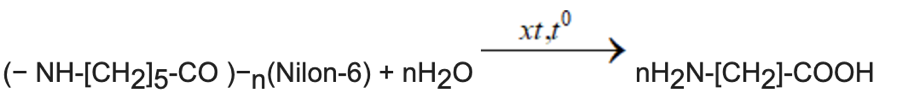 xt,t⁰
(− NH-[CH2]5-CO )−n(Nilon-6) + nH2O ⟶ nH2N-[CH2]-COOH